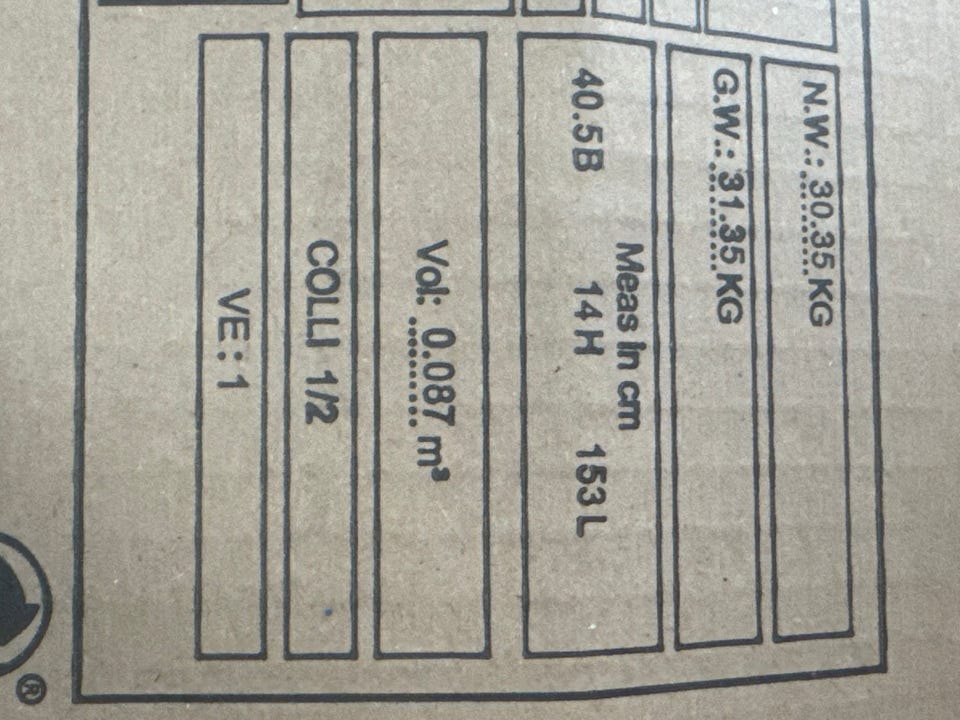 N.W.: 30.35 KG
G.W.: 31.35 KG
Meas in cm
40.5B 14H 153L
Vol: 0.087 m³
COLLI 1/2
VE: 1
®